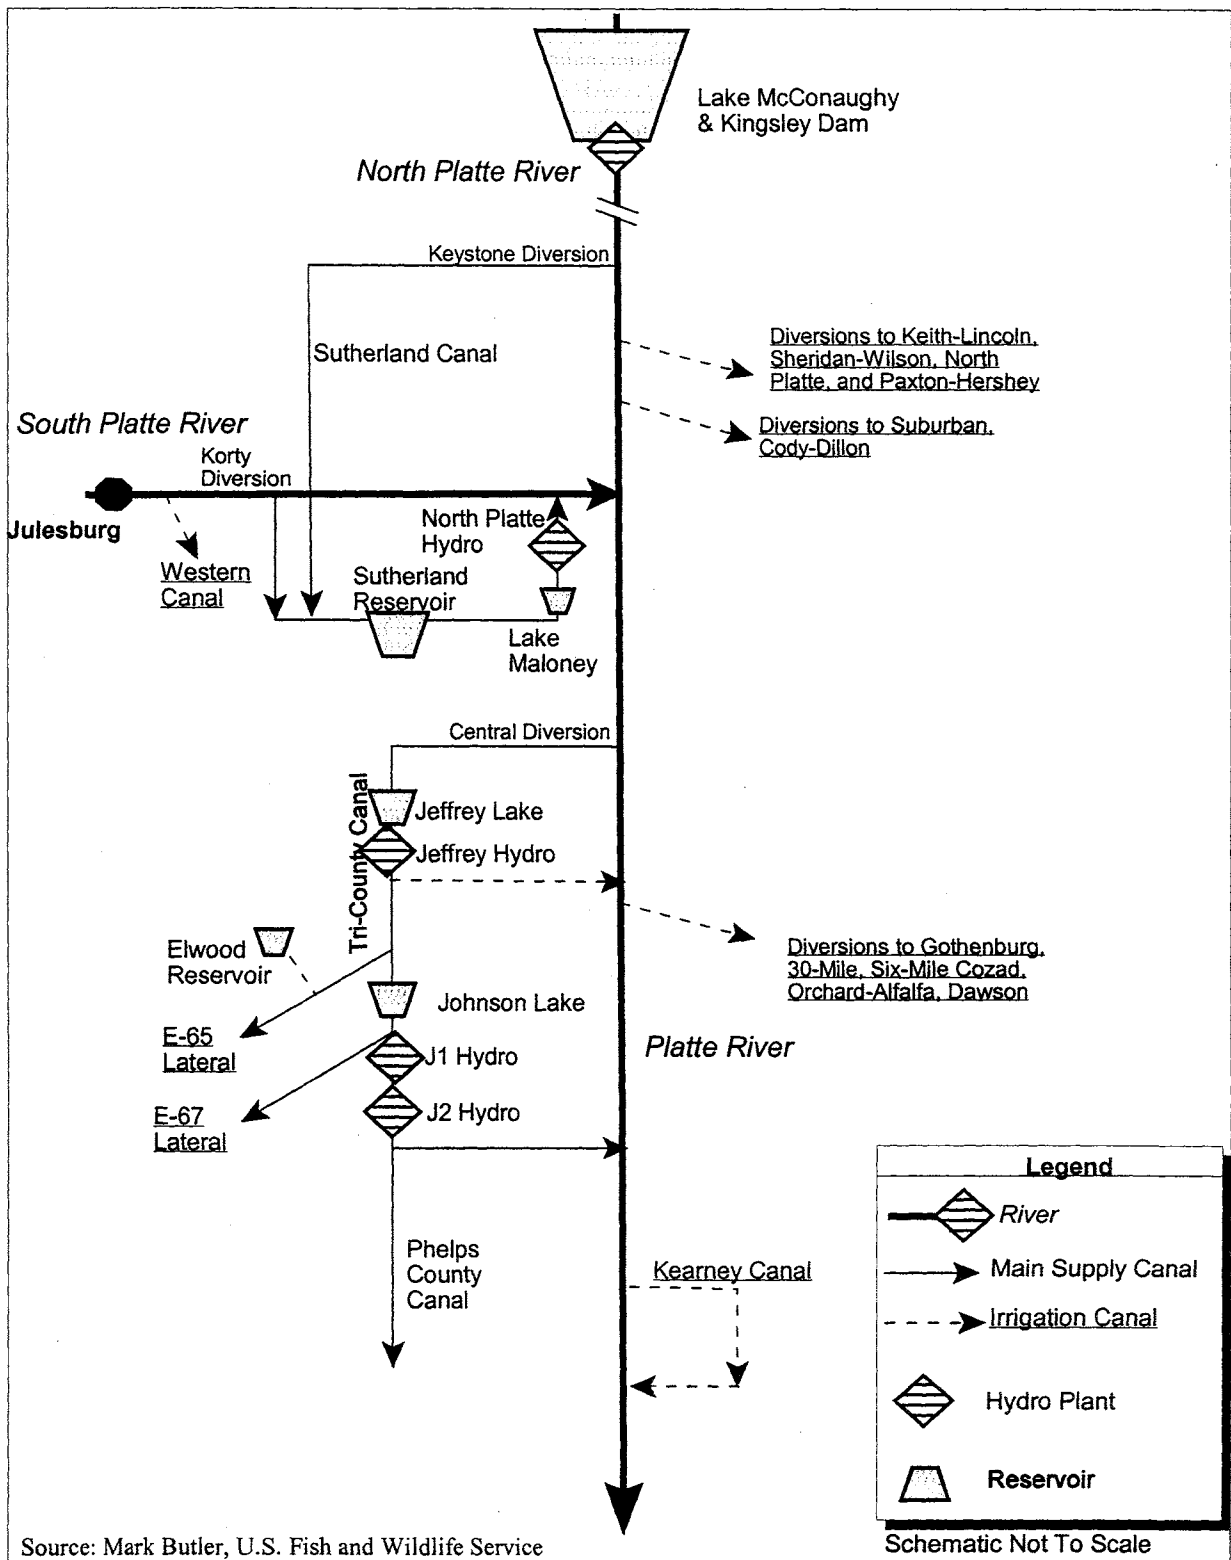 Lake McConaughy
& Kingsley Dam
North Platte River
Keystone Diversion
Sutherland Canal
Diversions to Keith-Lincoln,
Sheridan-Wilson, North
Platte, and Paxton-Hershey
South Platte River
Diversions to Suburban,
Cody-Dillon
Korty
Diversion
Julesburg
North Platte
Hydro
Western
Canal
Sutherland
Reservoir
Lake
Maloney
Central Diversion
Tri-County Canal
Jeffrey Lake
Jeffrey Hydro
Elwood
Reservoir
Diversions to Gothenburg,
30-Mile, Six-Mile Cozad,
Orchard-Alfalfa, Dawson
Johnson Lake
E-65
Lateral
J1 Hydro
Platte River
E-67
Lateral
J2 Hydro
Phelps
County
Canal
Kearney Canal
Legend
River
Main Supply Canal
Irrigation Canal
Hydro Plant
Reservoir
Source: Mark Butler, U.S. Fish and Wildlife Service
Schematic Not To Scale